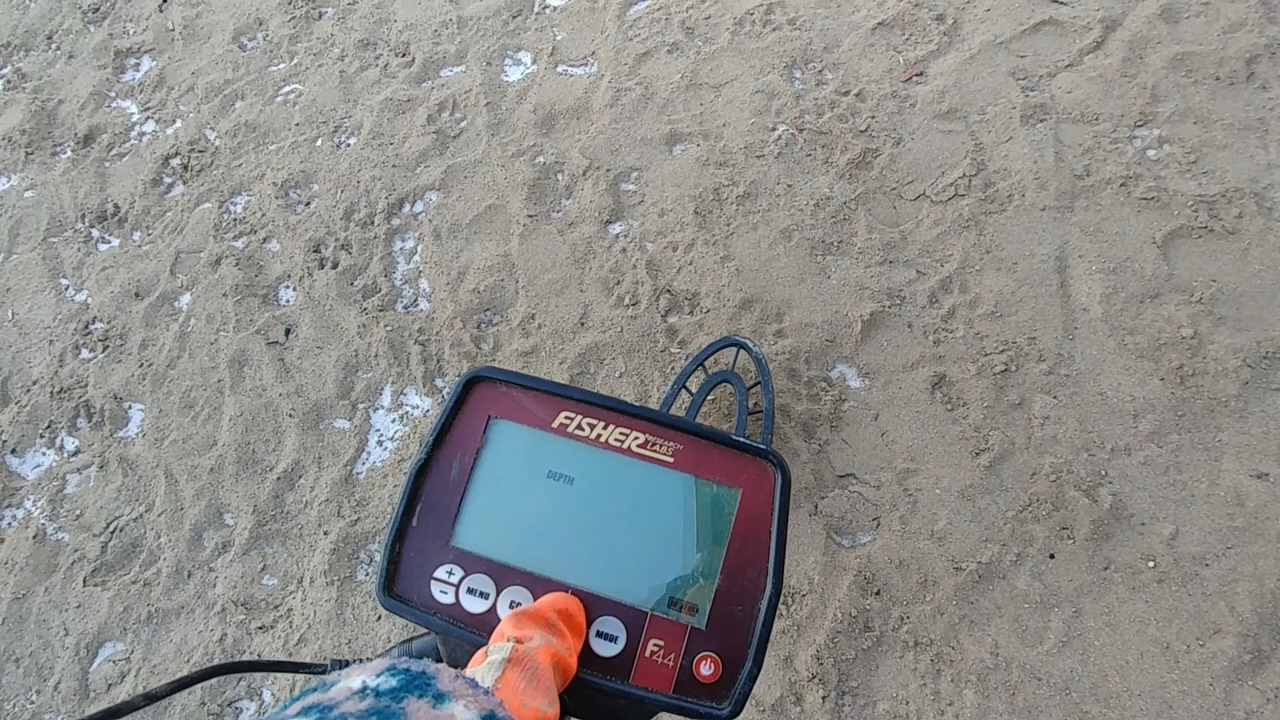 FISHER RESEARCH
LABS
DEPTH
+
−
MENU
MODE
F44